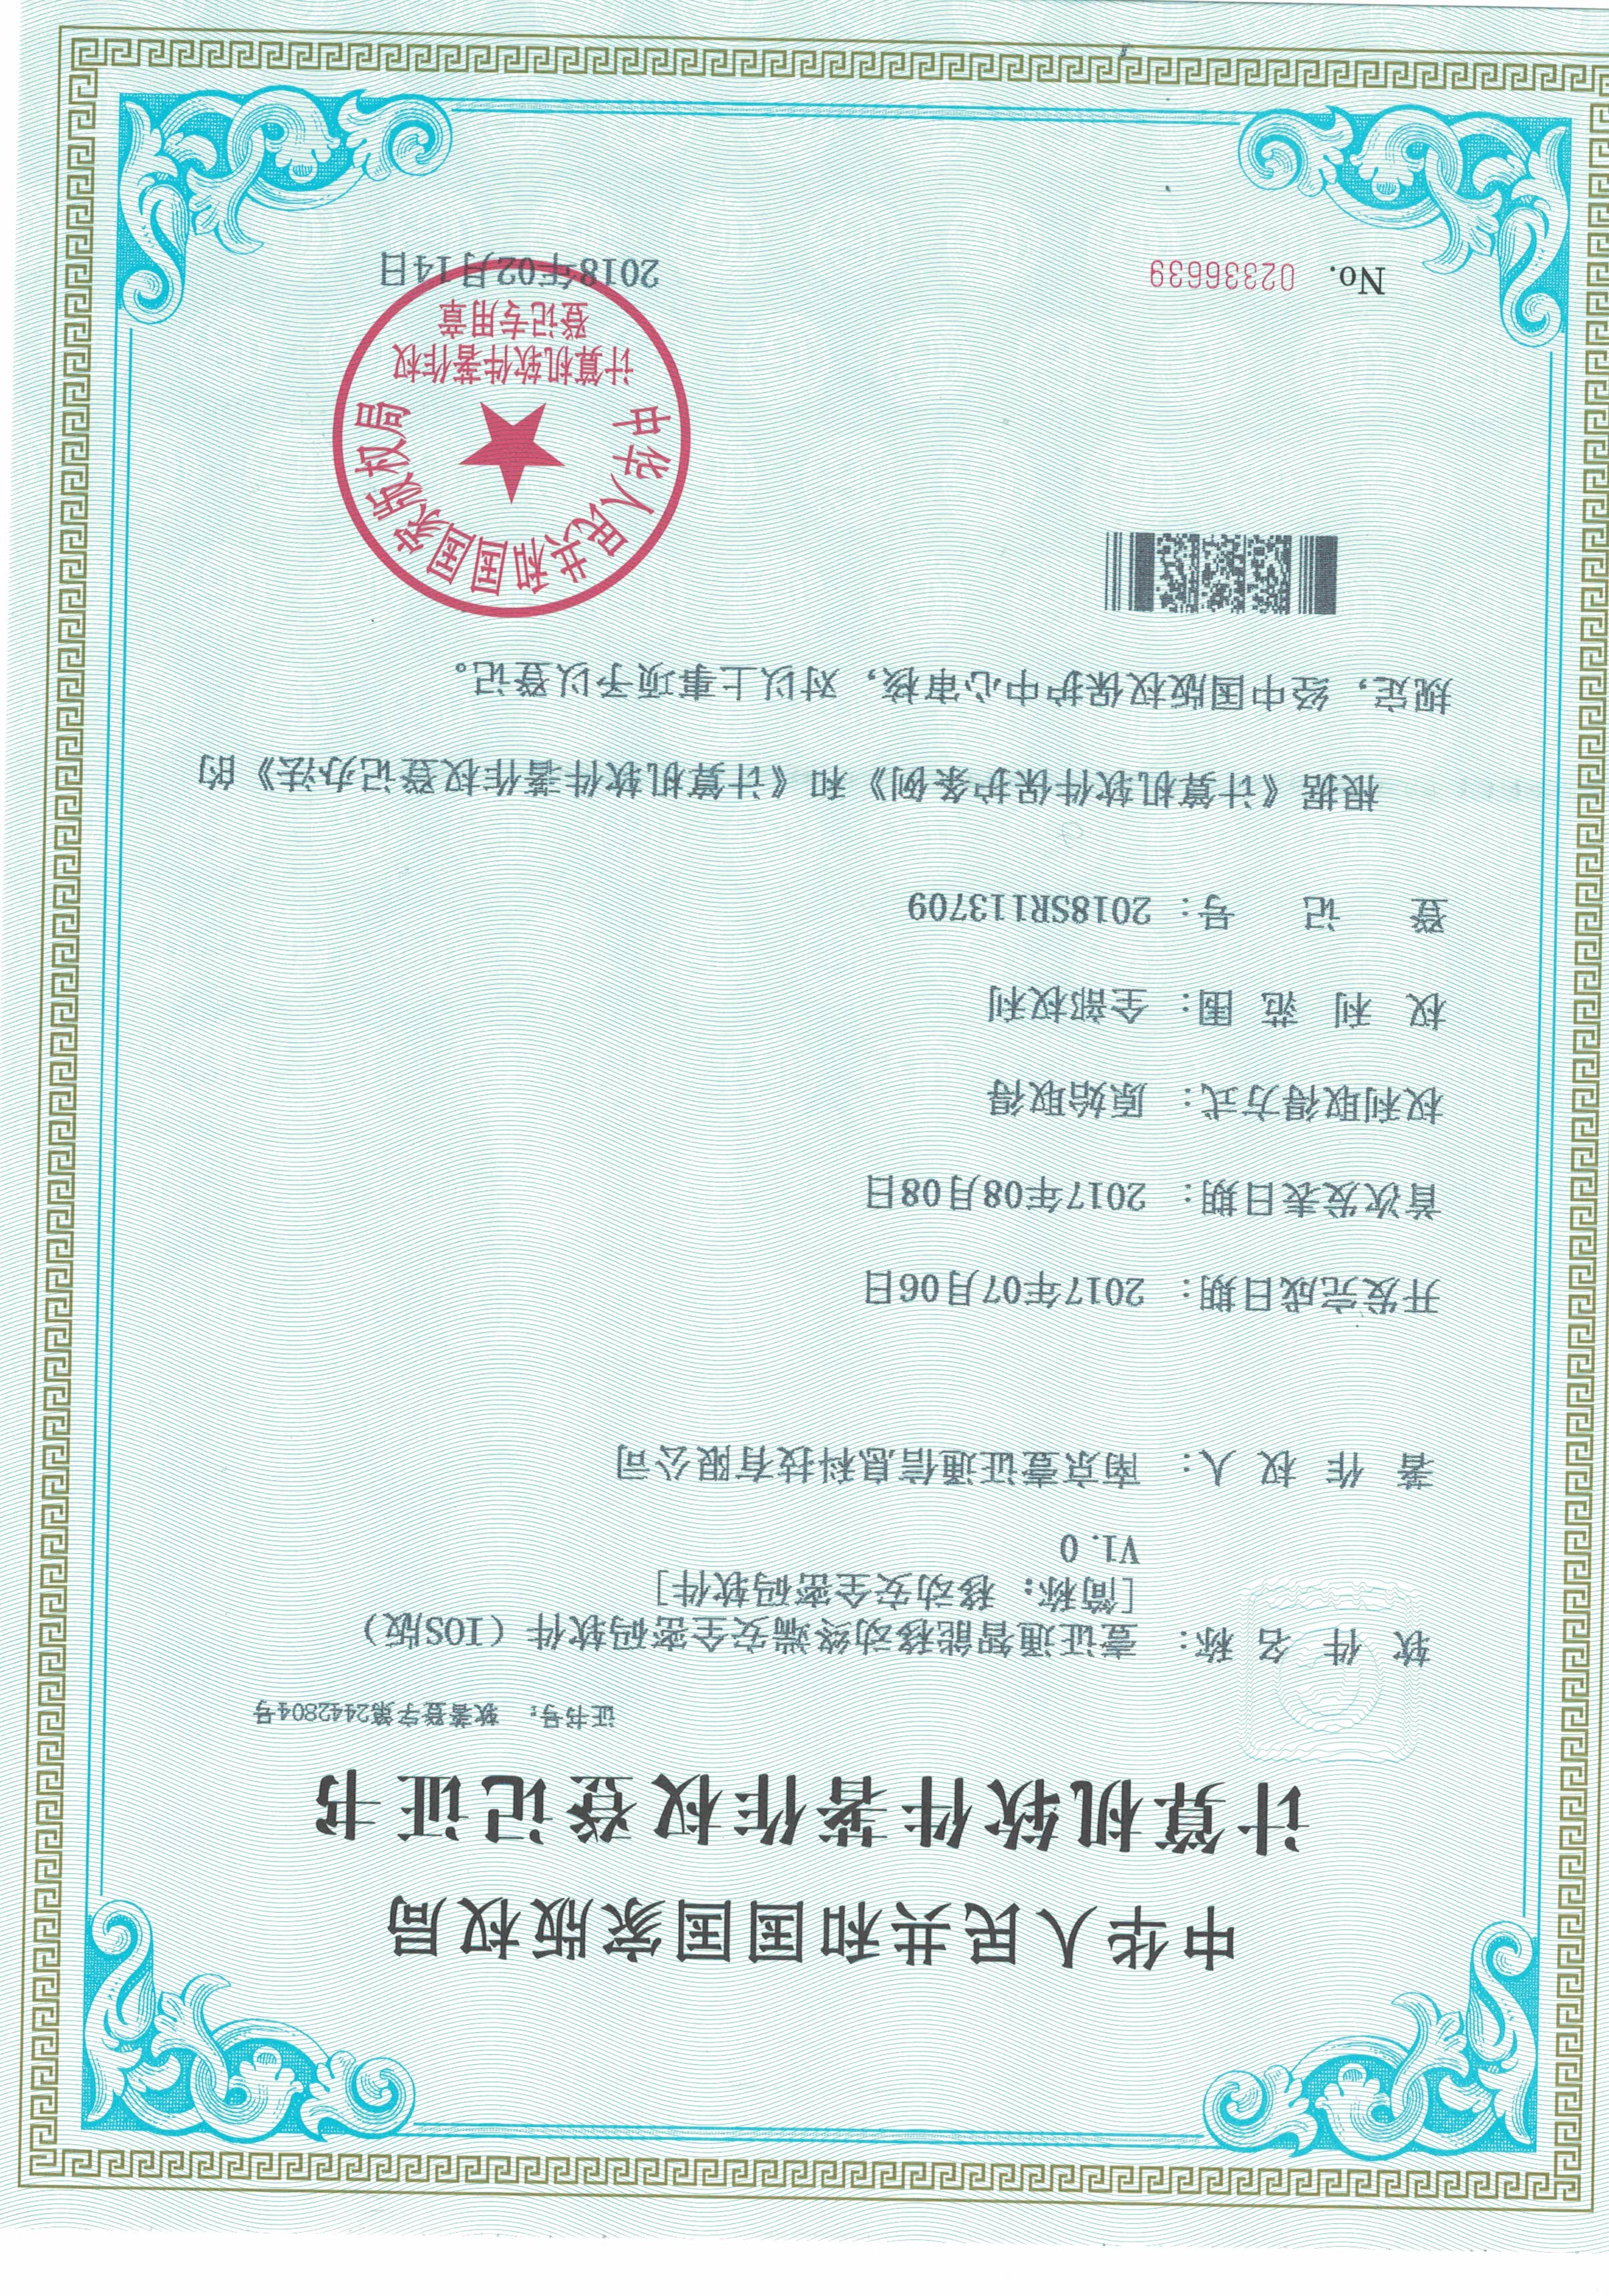 中华人民共和国国家版权局
计算机软件著作权登记证书
证书号： 软著登字第2442804号
软件名称： 壹证通智能移动终端安全密码软件（IOS版）
[简称：移动安全密码软件]
V1.0
著作权人： 南京壹证通信息科技有限公司
开发完成日期： 2017年07月06日
首次发表日期： 2017年08月08日
权利取得方式： 原始取得
权利范围： 全部权利
登记号： 2018SR113709
根据《计算机软件保护条例》和《计算机软件著作权登记办法》的
规定，经中国版权保护中心审核，对以上事项予以登记。
中华人民共和国国家版权局
计算机软件著作权
登记专用章
No. 02336639
2018年02月14日